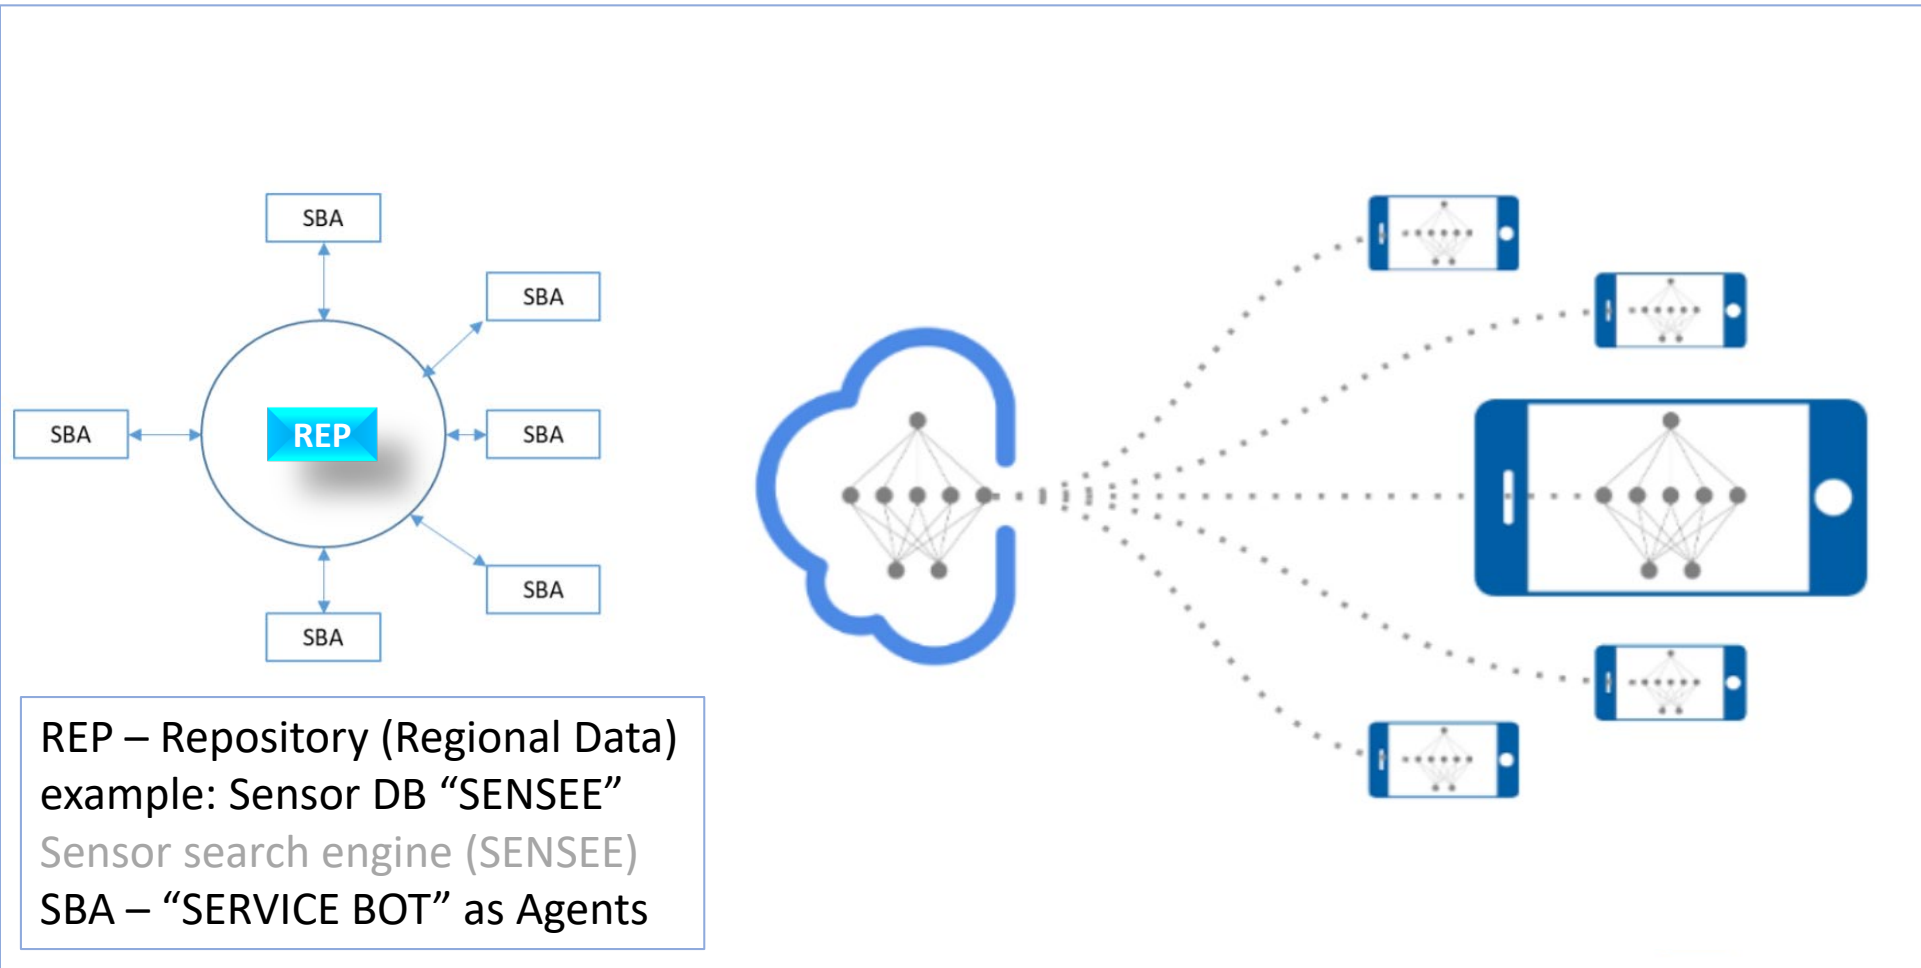 SBA
SBA
SBA
REP
SBA
SBA
SBA
REP – Repository (Regional Data)
example: Sensor DB “SENSEE”
Sensor search engine (SENSEE)
SBA – “SERVICE BOT” as Agents